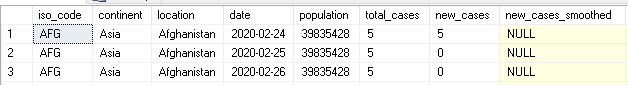 iso_code continent location date population total_cases new_cases new_cases_smoothed
1 AFG Asia Afghanistan 2020-02-24 39835428 5 5 NULL
2 AFG Asia Afghanistan 2020-02-25 39835428 5 0 NULL
3 AFG Asia Afghanistan 2020-02-26 39835428 5 0 NULL